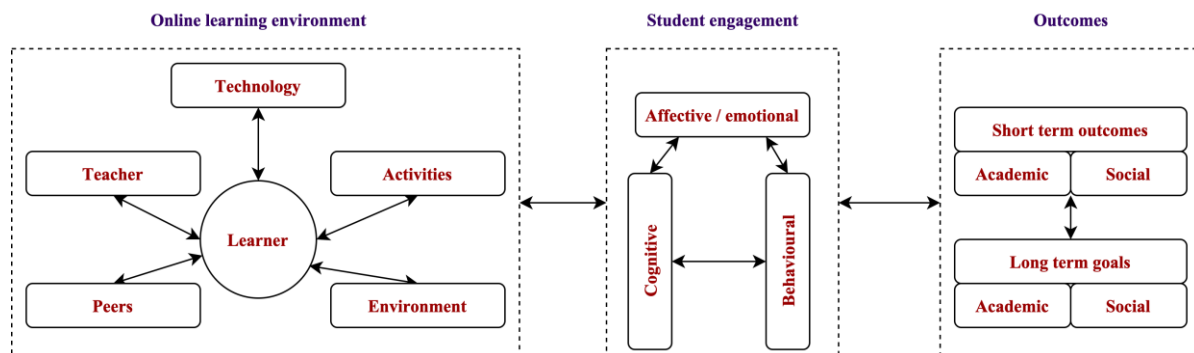 Online learning environment
Student engagement
Outcomes
Technology
Teacher
Activities
Learner
Peers
Environment
Affective / emotional
Cognitive
Behavioural
Short term outcomes
Academic
Social
Long term goals
Academic
Social